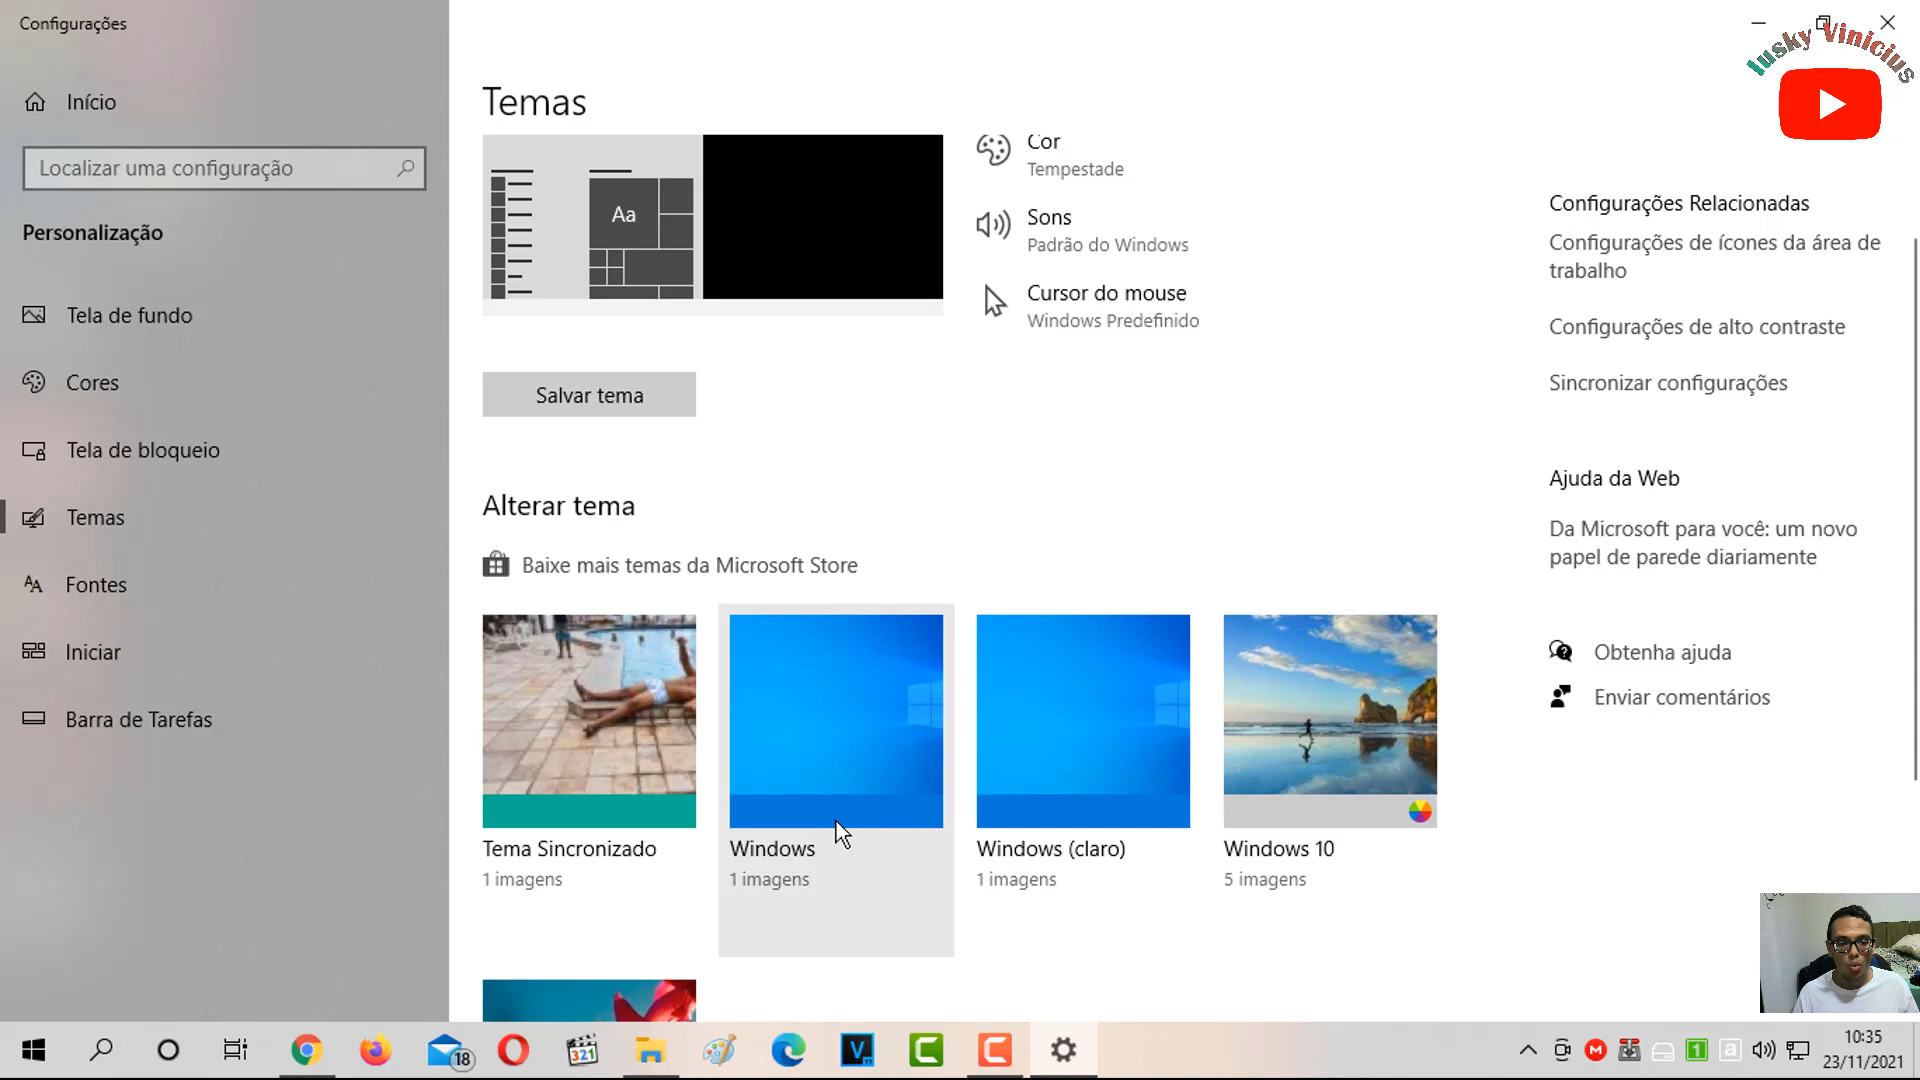 Configurações
Início
Localizar uma configuração
Personalização
Tela de fundo
Cores
Tela de bloqueio
Temas
Fontes
Iniciar
Barra de Tarefas
Temas
Aa
Cor
Tempestade
Sons
Padrão do Windows
Cursor do mouse
Windows Predefinido
Salvar tema
Alterar tema
Baixe mais temas da Microsoft Store
Tema Sincronizado
1 imagens
Windows
1 imagens
Windows (claro)
1 imagens
Windows 10
5 imagens
Iusky Vinicius
Configurações Relacionadas
Configurações de ícones da área de
trabalho
Configurações de alto contraste
Sincronizar configurações
Ajuda da Web
Da Microsoft para você: um novo
papel de parede diariamente
Obtenha ajuda
Enviar comentários
18
321
V
17
C
C
M
1
a
10:35
23/11/2021